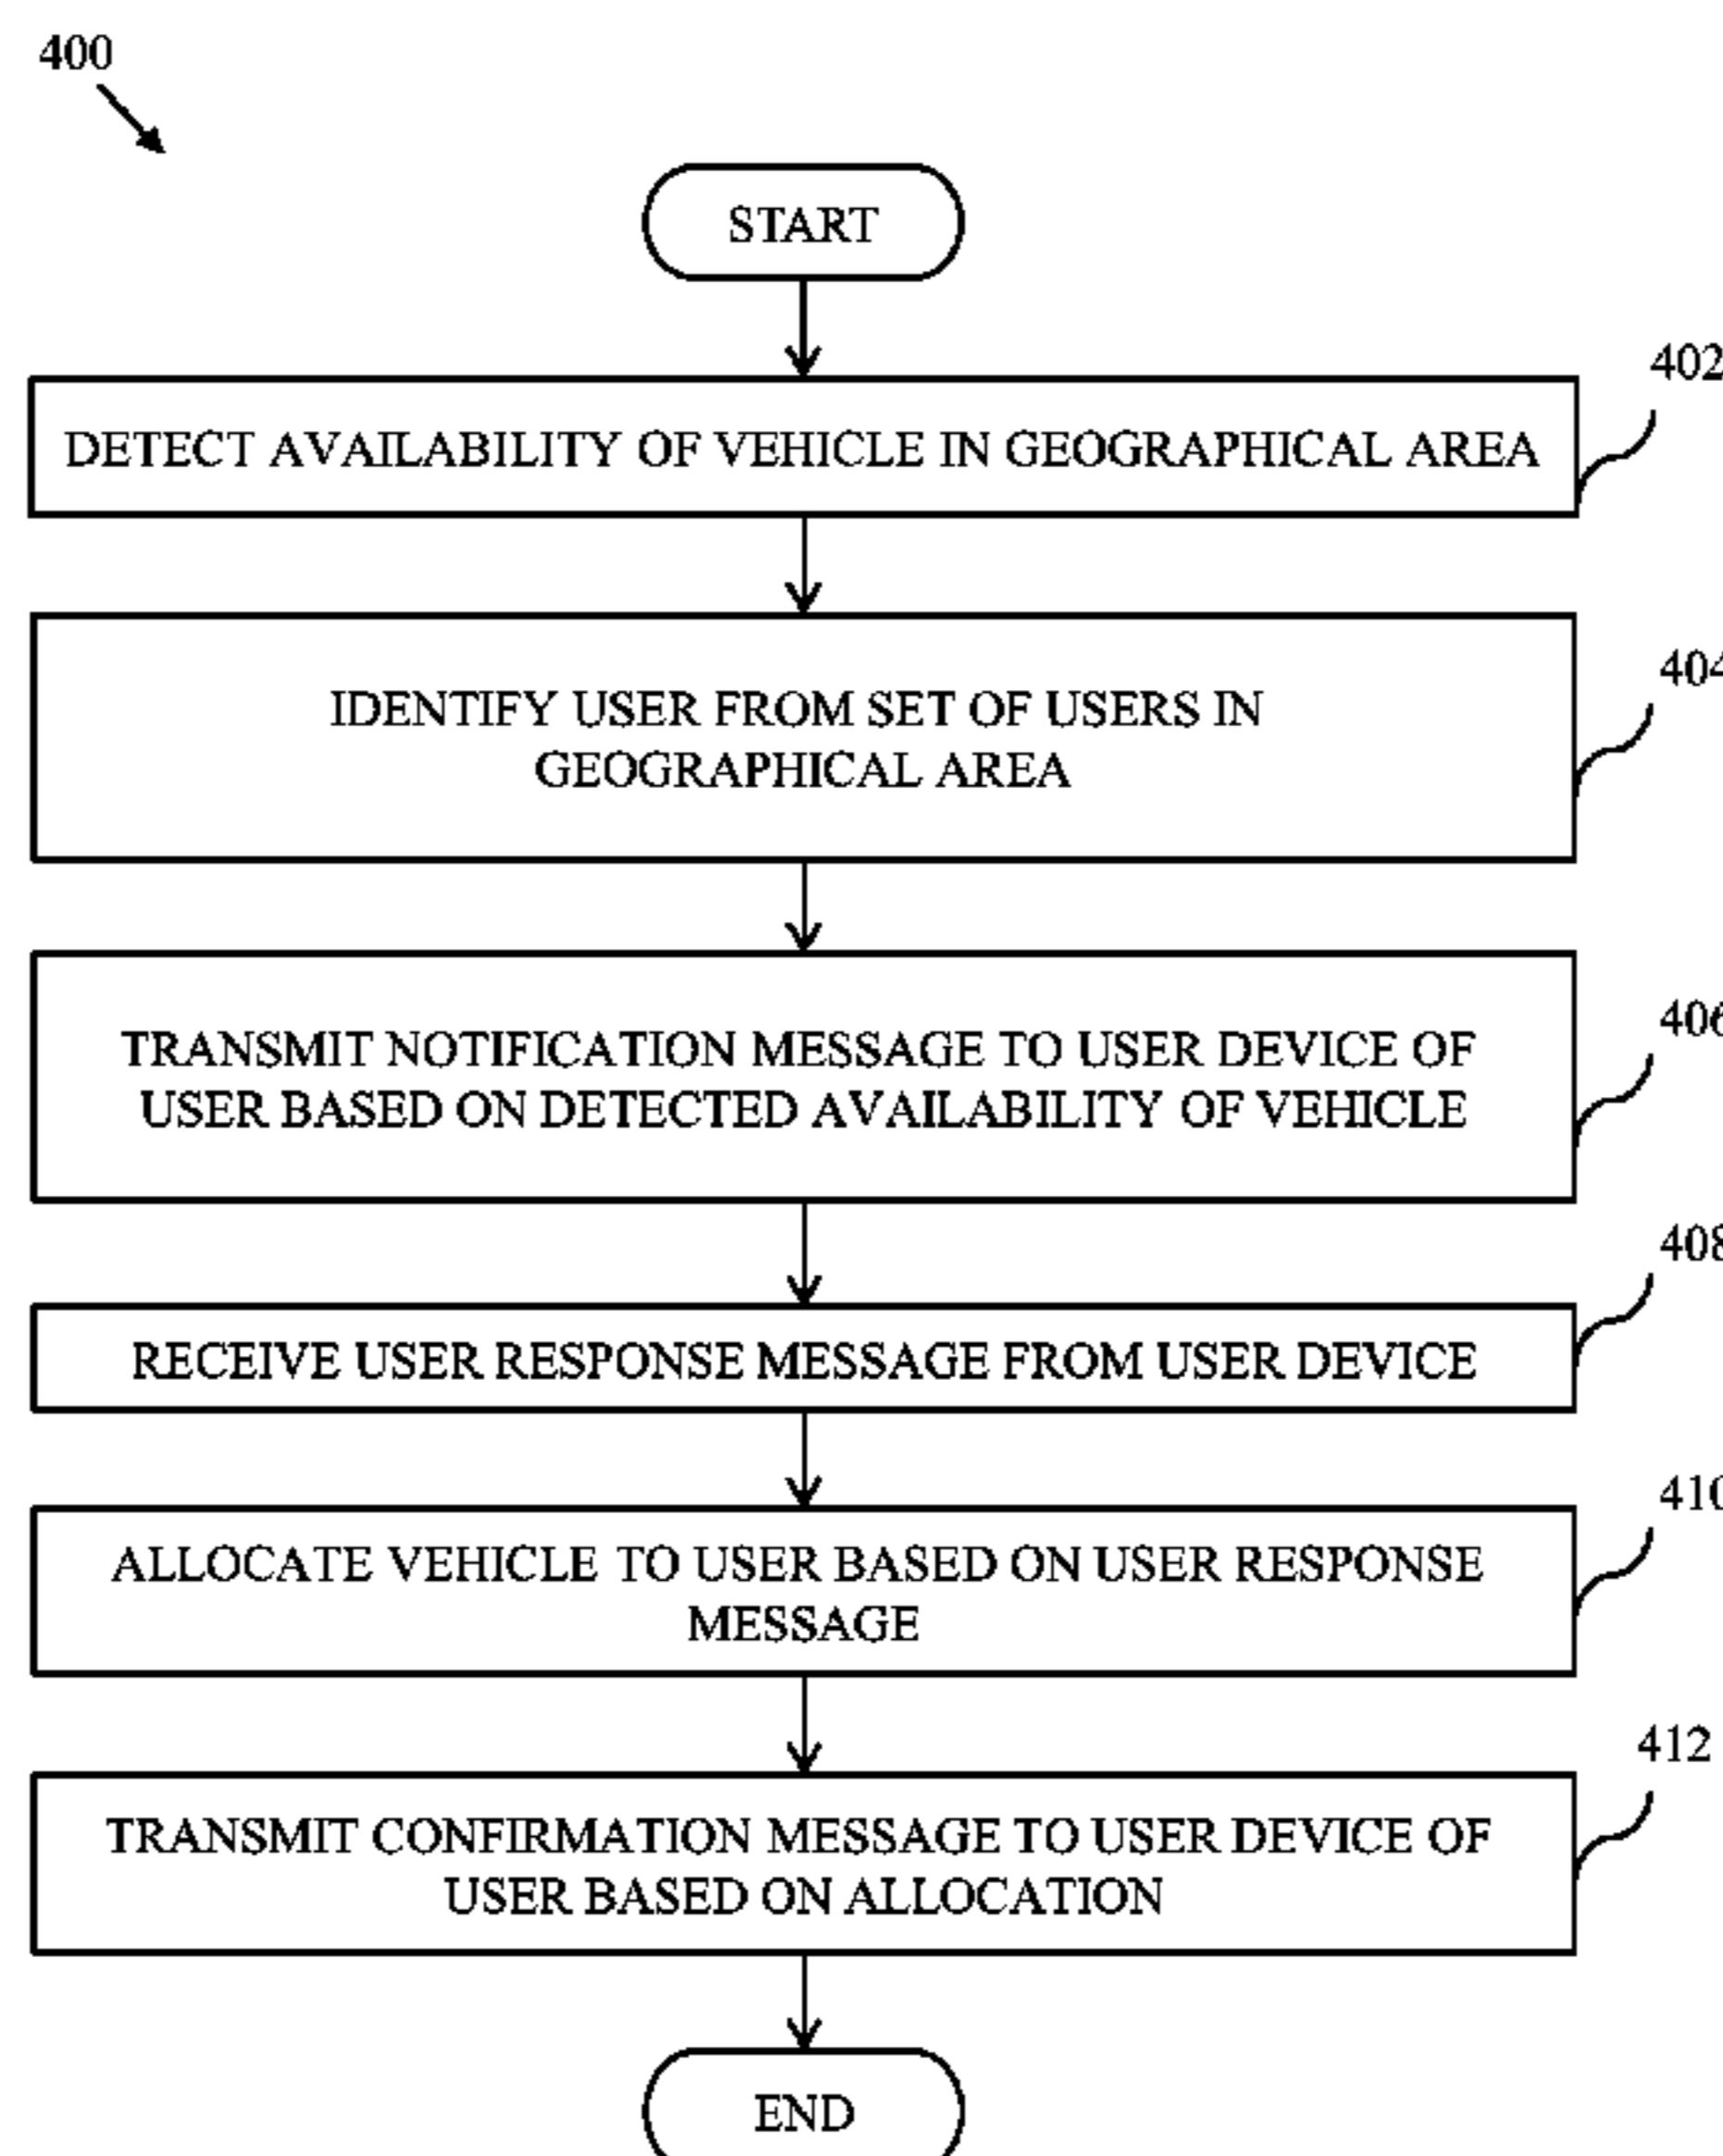 400
START
402
DETECT AVAILABILITY OF VEHICLE IN GEOGRAPHICAL AREA
404
IDENTIFY USER FROM SET OF USERS IN
GEOGRAPHICAL AREA
406
TRANSMIT NOTIFICATION MESSAGE TO USER DEVICE OF
USER BASED ON DETECTED AVAILABILITY OF VEHICLE
408
RECEIVE USER RESPONSE MESSAGE FROM USER DEVICE
410
ALLOCATE VEHICLE TO USER BASED ON USER RESPONSE
MESSAGE
412
TRANSMIT CONFIRMATION MESSAGE TO USER DEVICE OF
USER BASED ON ALLOCATION
END